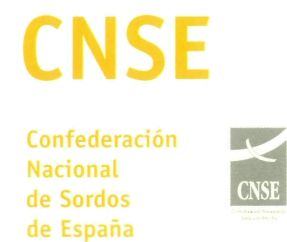 CNSE
Confederación
Nacional
de Sordos
de España
CNSE